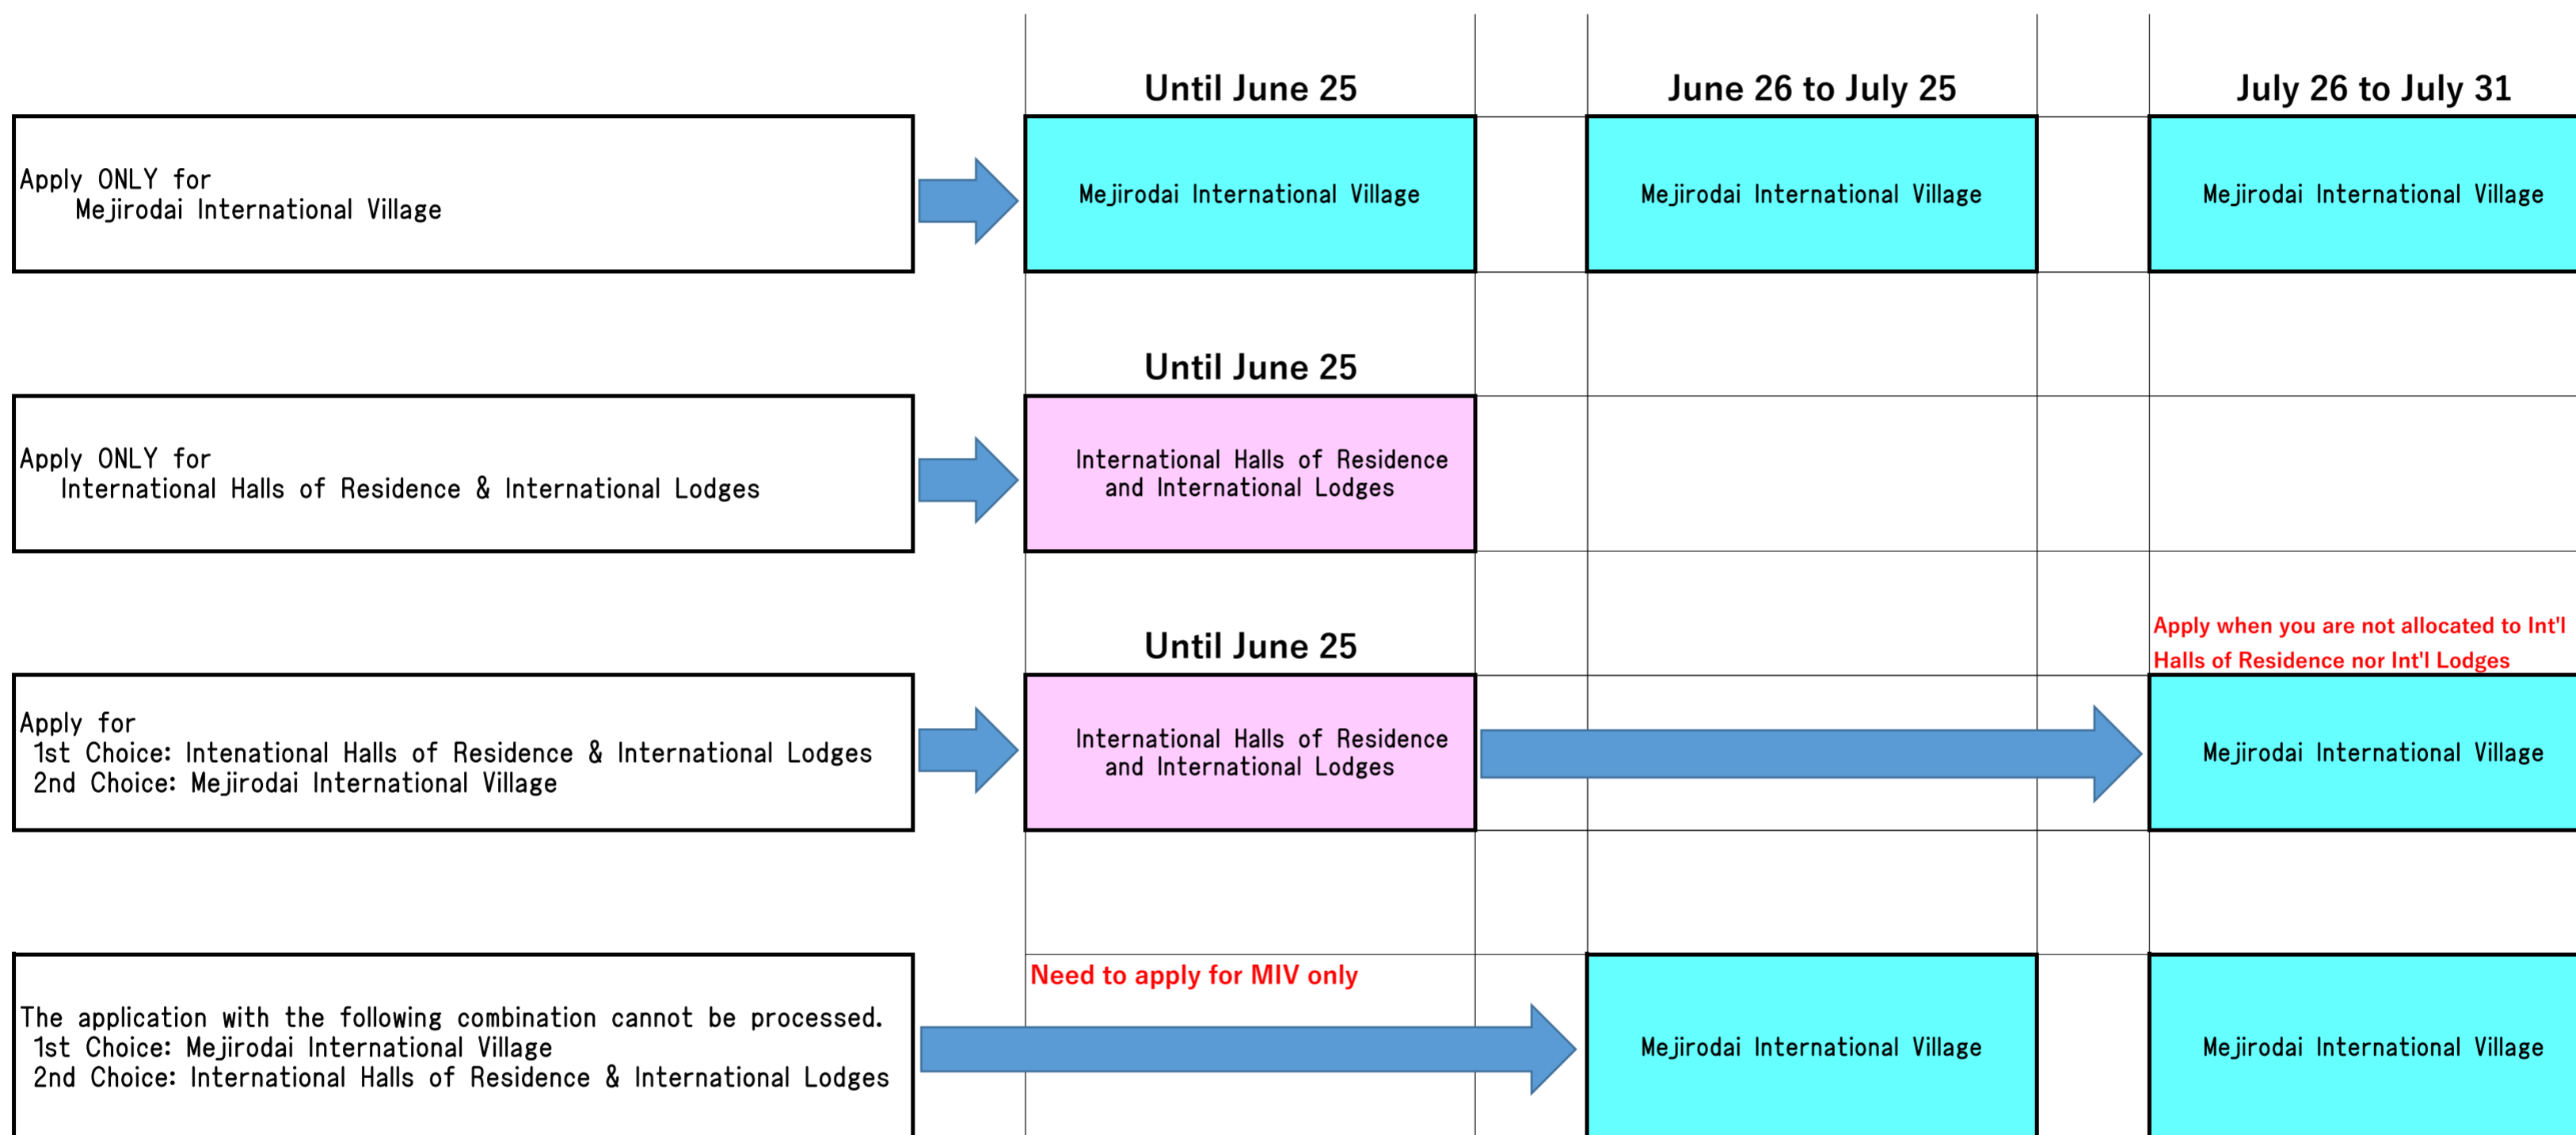 Until June 25
June 26 to July 25
July 26 to July 31
Apply ONLY for
Mejirodai International Village
Mejirodai International Village
Mejirodai International Village
Mejirodai International Village
Until June 25
Apply ONLY for
International Halls of Residence & International Lodges
International Halls of Residence
and International Lodges
Until June 25
Apply when you are not allocated to Int'l
Halls of Residence nor Int'l Lodges
Apply for
1st Choice: Intenational Halls of Residence & International Lodges
2nd Choice: Mejirodai International Village
International Halls of Residence
and International Lodges
Mejirodai International Village
Need to apply for MIV only
The application with the following combination cannot be processed.
1st Choice: Mejirodai International Village
2nd Choice: International Halls of Residence & International Lodges
Mejirodai International Village
Mejirodai International Village